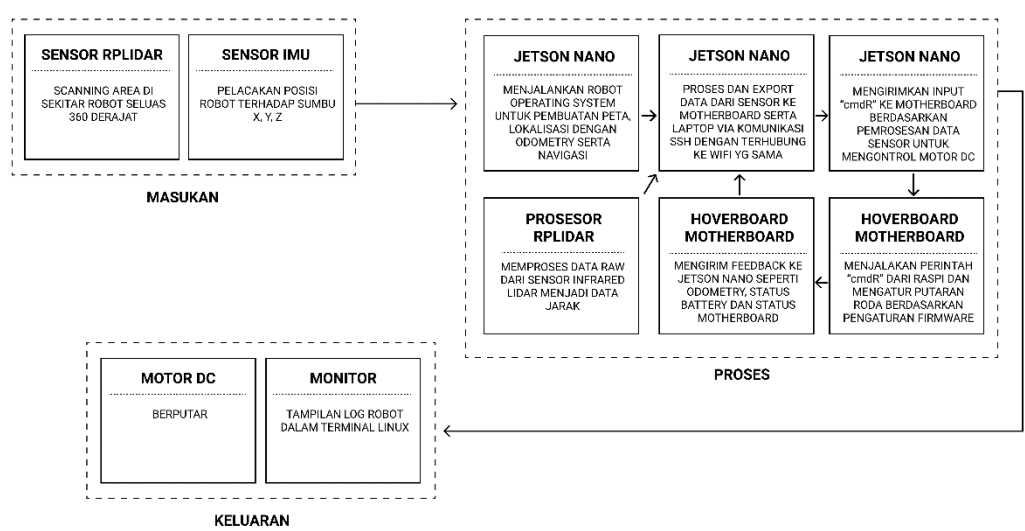 SENSOR RPLIDAR
SCANNING AREA DI
SEKITAR ROBOT SELUAS
360 DERAJAT
SENSOR IMU
PELACAKAN POSISI
ROBOT TERHADAP SUMBU
X, Y, Z
MASUKAN
JETSON NANO
MENJALANKAN ROBOT
OPERATING SYSTEM
UNTUK PEMBUATAN PETA,
LOKALISASI DENGAN
ODOMETRY SERTA
NAVIGASI
JETSON NANO
PROSES DAN EXPORT
DATA DARI SENSOR KE
MOTHERBOARD SERTA
LAPTOP VIA KOMUNIKASI
SSH DENGAN TERHUBUNG
KE WIFI YG SAMA
JETSON NANO
MENGIRIMKAN INPUT
“cmdR” KE MOTHERBOARD
BERDASARKAN
PEMROSESAN DATA
SENSOR UNTUK
MENGONTROL MOTOR DC
PROSESOR
RPLIDAR
MEMPROSES DATA RAW
DARI SENSOR INFRARED
LIDAR MENJADI DATA
JARAK
HOVERBOARD
MOTHERBOARD
MENGIRIM FEEDBACK KE
JETSON NANO SEPERTI
ODOMETRY, STATUS
BATTERY DAN STATUS
MOTHERBOARD
HOVERBOARD
MOTHERBOARD
MENJALAKAN PERINTAH
“cmdR” DARI RASPI DAN
MENGATUR PUTARAN
RODA BERDASARKAN
PENGATURAN FIRMWARE
PROSES
MOTOR DC
BERPUTAR
MONITOR
TAMPILAN LOG ROBOT
DALAM TERMINAL LINUX
KELUARAN